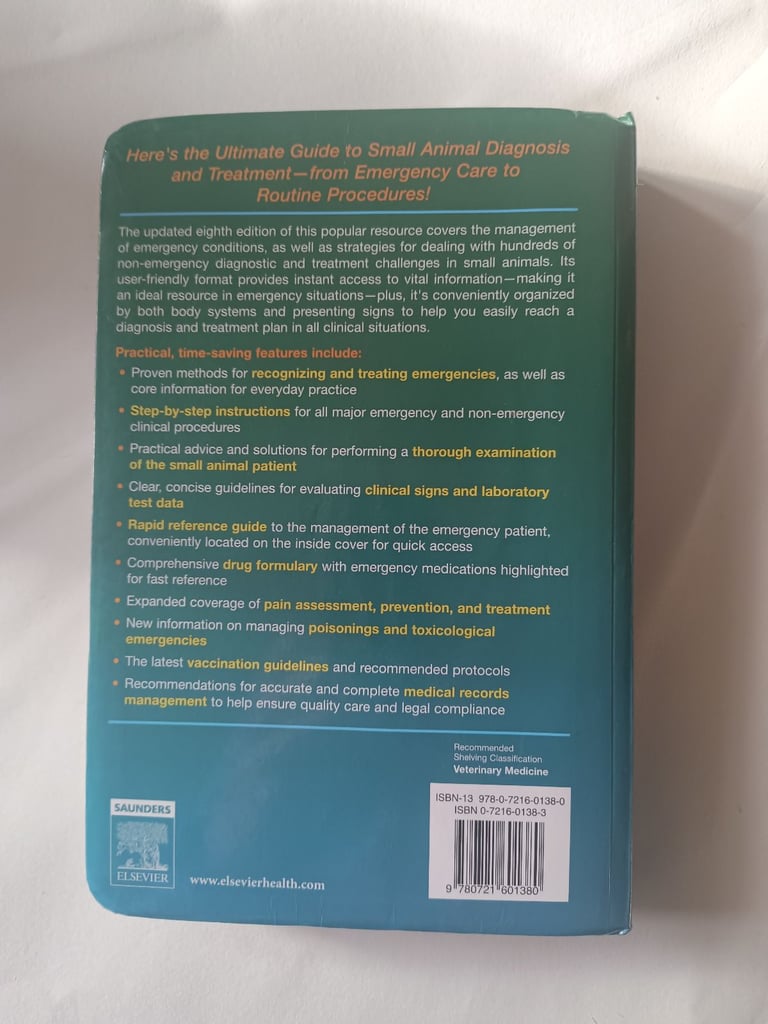 Here's the Ultimate Guide to Small Animal Diagnosis
and Treatment—from Emergency Care to
Routine Procedures!
The updated eighth edition of this popular resource covers the management
of emergency conditions, as well as strategies for dealing with hundreds of
non-emergency diagnostic and treatment challenges in small animals. Its
user-friendly format provides instant access to vital information—making it
an ideal resource in emergency situations—plus, it's conveniently organized
by both body systems and presenting signs to help you easily reach a
diagnosis and treatment plan in all clinical situations.
Practical, time-saving features include:
• Proven methods for recognizing and treating emergencies, as well as
core information for everyday practice
• Step-by-step instructions for all major emergency and non-emergency
clinical procedures
• Practical advice and solutions for performing a thorough examination
of the small animal patient
• Clear, concise guidelines for evaluating clinical signs and laboratory
test data
• Rapid reference guide to the management of the emergency patient,
conveniently located on the inside cover for quick access
• Comprehensive drug formulary with emergency medications highlighted
for fast reference
• Expanded coverage of pain assessment, prevention, and treatment
• New information on managing poisonings and toxicological
emergencies
• The latest vaccination guidelines and recommended protocols
• Recommendations for accurate and complete medical records
management to help ensure quality care and legal compliance
Recommended
Shelving Classification
Veterinary Medicine
ISBN-13 978-0-7216-0138-0
ISBN 0-7216-0138-3
9 780721 601380
SAUNDERS
ELSEVIER
www.elsevierhealth.com